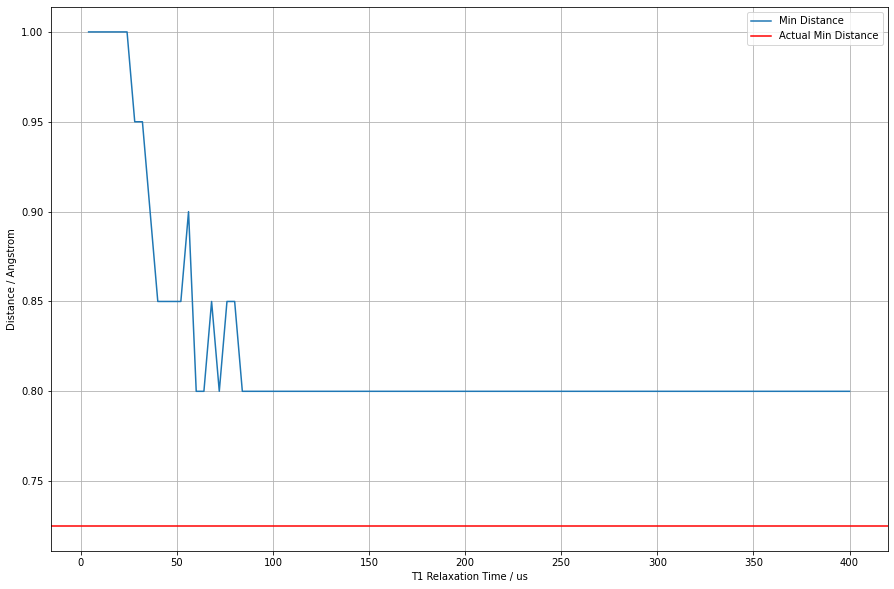 Min Distance
Actual Min Distance
1.00
0.95
0.90
0.85
0.80
0.75
Distance / Angstrom
0 50 100 150 200 250 300 350 400
T1 Relaxation Time / us